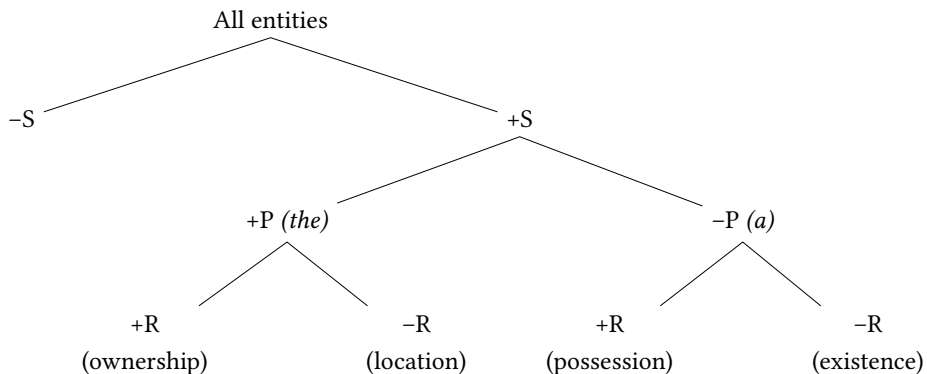 All entities
–S +S
+P (the) –P (a)
+R –R +R –R
(ownership) (location) (possession) (existence)